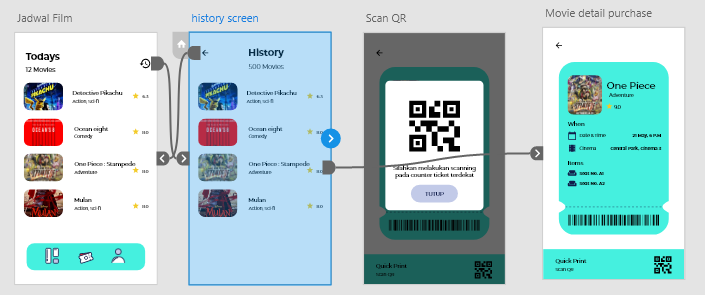 Jadwal Film
history screen
Scan QR
Movie detail purchase
Todays
12 Movies
Detective Pikachu
Action, sci-fi
6.5
Ocean eight
Comedy
8.0
One Piece : Stampede
Adventure
8.0
Mulan
Action, sci-fi
8.0
History
500 Movies
Detective Pikachu
Action, sci-fi
6.5
Ocean eight
Comedy
8.0
One Piece : Stampede
Adventure
8.0
Mulan
Action, sci-fi
8.0
Silahkan melakukan scanning
pada counter ticket terdekat
TUTUP
Quick Print
scan QR
One Piece
Adventure
9.0
When
Date & Time
21 May, 6 P.M
Cinema
Central Park, Cinema 3
Items
Seat No. A1
Seat No. A2
Quick Print
scan QR